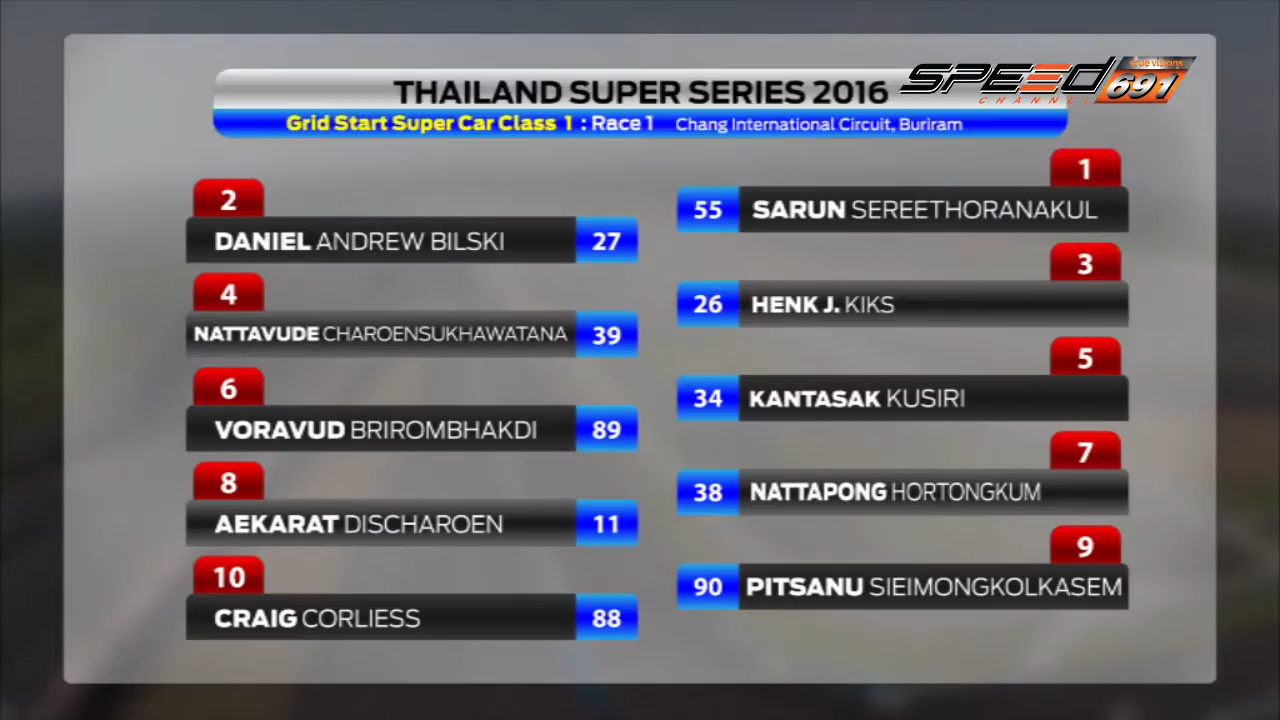 THAILAND SUPER SERIES 2016
SPEED CHANNEL true visions 691
Grid Start Super Car Class 1 : Race 1 Chang International Circuit, Buriram
1
55 SARUN SEREETHORANAKUL
2
DANIEL ANDREW BILSKI 27
3
26 HENK J. KIKS
4
NATTAVUDE CHAROENSUKHAWATANA 39
5
34 KANTASAK KUSIRI
6
VORAVUD BRIROMBHAKDI 89
7
38 NATTAPONG HORTONGKUM
8
AEKARAT DISCHAROEN 11
9
90 PITSANU SIEIMONGKOLKASEM
10
CRAIG CORLIESS 88